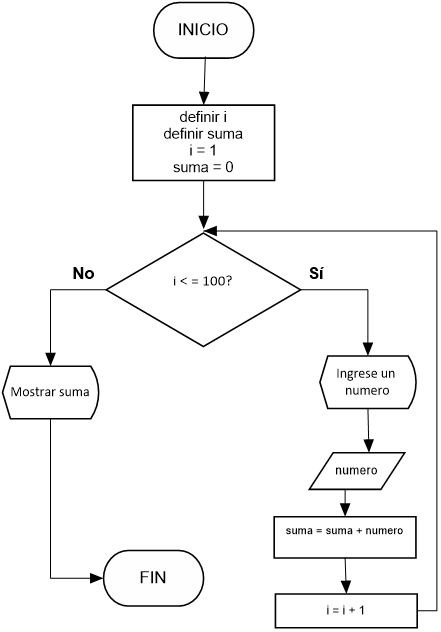 INICIO
definir i
definir suma
i = 1
suma = 0
i < = 100?
No
Sí
Mostrar suma
Ingrese un
numero
numero
suma = suma + numero
i = i + 1
FIN